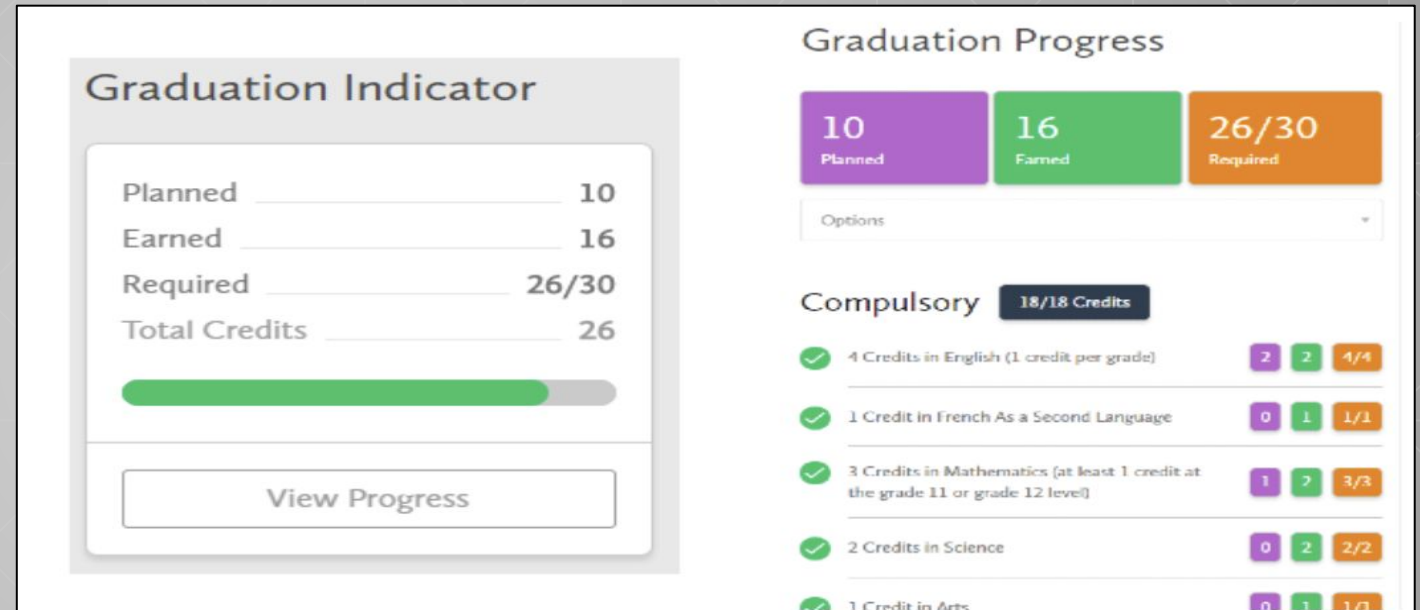 Graduation Indicator
Planned 10
Earned 16
Required 26/30
Total Credits 26
View Progress
Graduation Progress
10 16 26/30
Planned Earned Required
Options
Compulsory 18/18 Credits
4 Credits in English (1 credit per grade) 2 2 4/4
1 Credit in French As a Second Language 0 1 1/1
3 Credits in Mathematics (at least 1 credit at
the grade 11 or grade 12 level) 1 2 3/3
2 Credits in Science 0 2 2/2
1 Credit in Arts 0 1 1/1